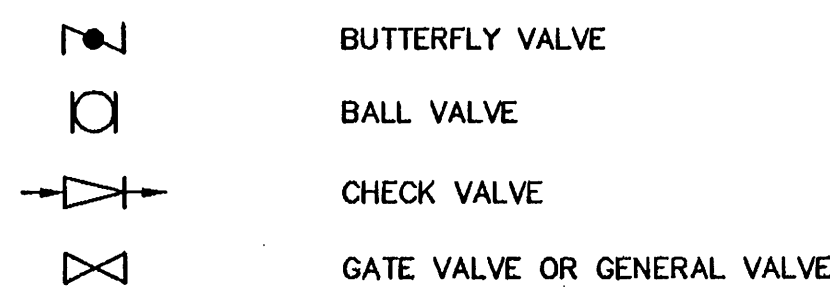 BUTTERFLY VALVE
BALL VALVE
CHECK VALVE
GATE VALVE OR GENERAL VALVE